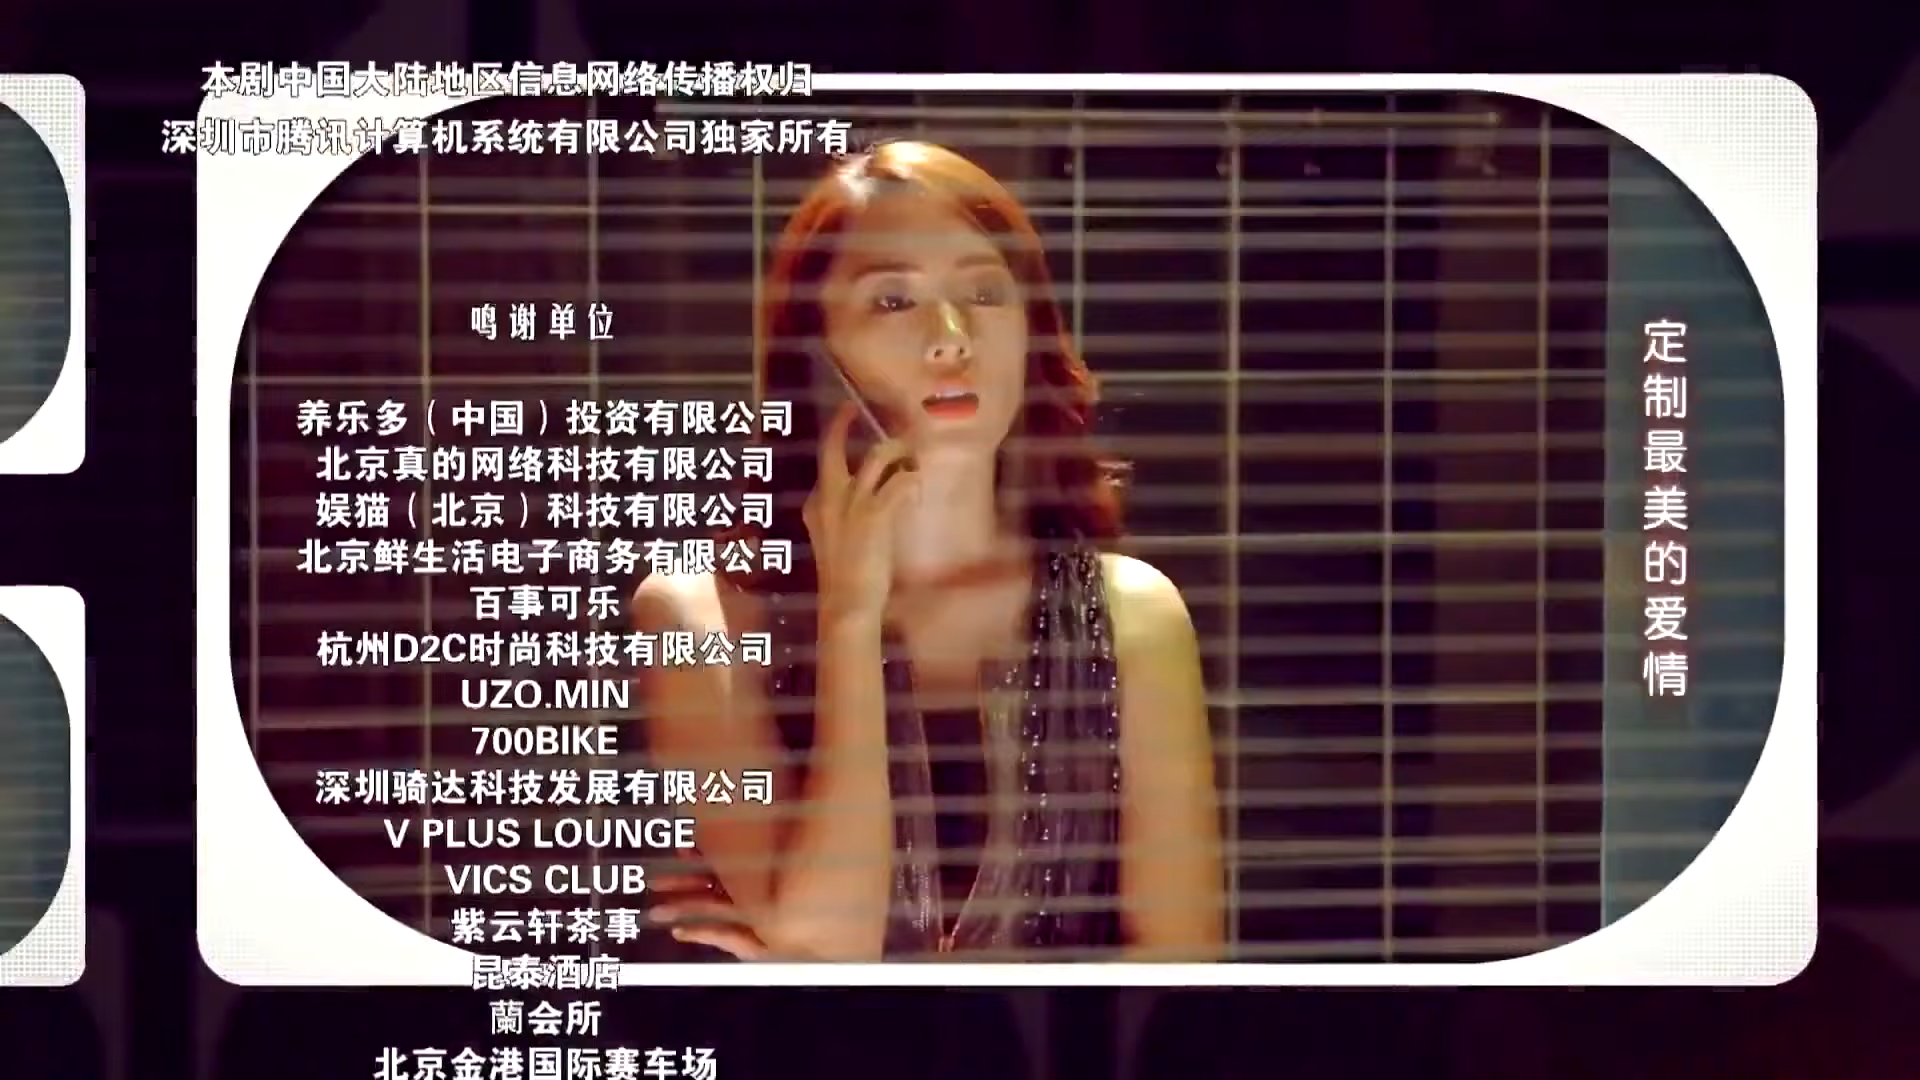 本剧中国大陆地区信息网络传播权归
深圳市腾讯计算机系统有限公司独家所有
鸣谢单位
养乐多（中国）投资有限公司
北京真的网络科技有限公司
娱猫（北京）科技有限公司
北京鲜生活电子商务有限公司
百事可乐
杭州D2C时尚科技有限公司
UZO.MIN
700BIKE
深圳骑达科技发展有限公司
V PLUS LOUNGE
VICS CLUB
紫云轩茶事
昆泰酒店
蘭会所
北京金港国际赛车场
定制最美的爱情